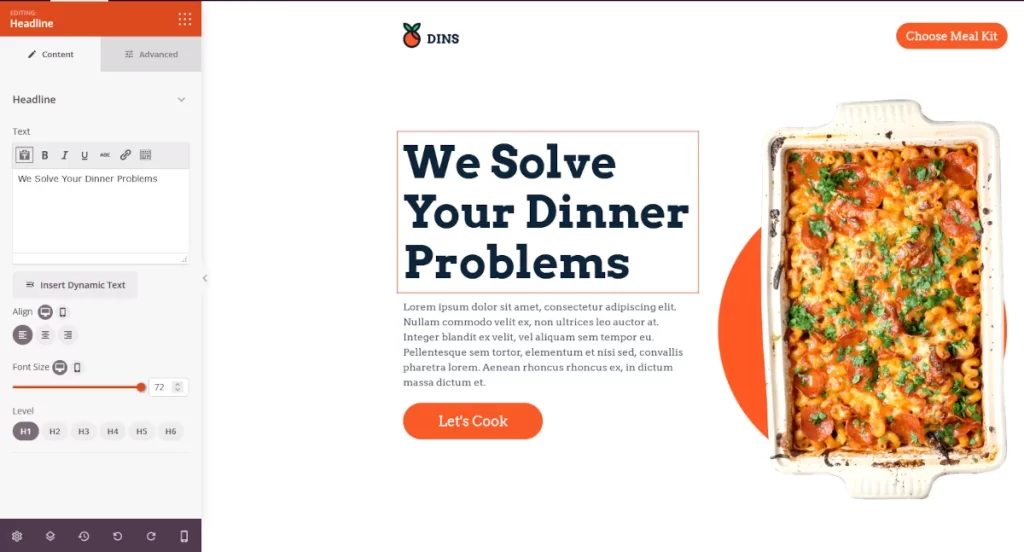 EDITING:
Headline
Content
Advanced
Headline
Text
B I U ABC
We Solve Your Dinner Problems
Insert Dynamic Text
Align
Font Size
72
Level
H1 H2 H3 H4 H5 H6
DINS
Choose Meal Kit
We Solve
Your Dinner
Problems
Lorem ipsum dolor sit amet, consectetur adipiscing elit.
Nullam commodo velit ex, non ultrices leo auctor at.
Integer blandit ex velit, vel aliquam sem tempor eu.
Pellentesque sem tortor, elementum et nisi sed, convallis
pharetra lorem. Aenean rhoncus rhoncus ex, in dictum
massa dictum et.
Let's Cook